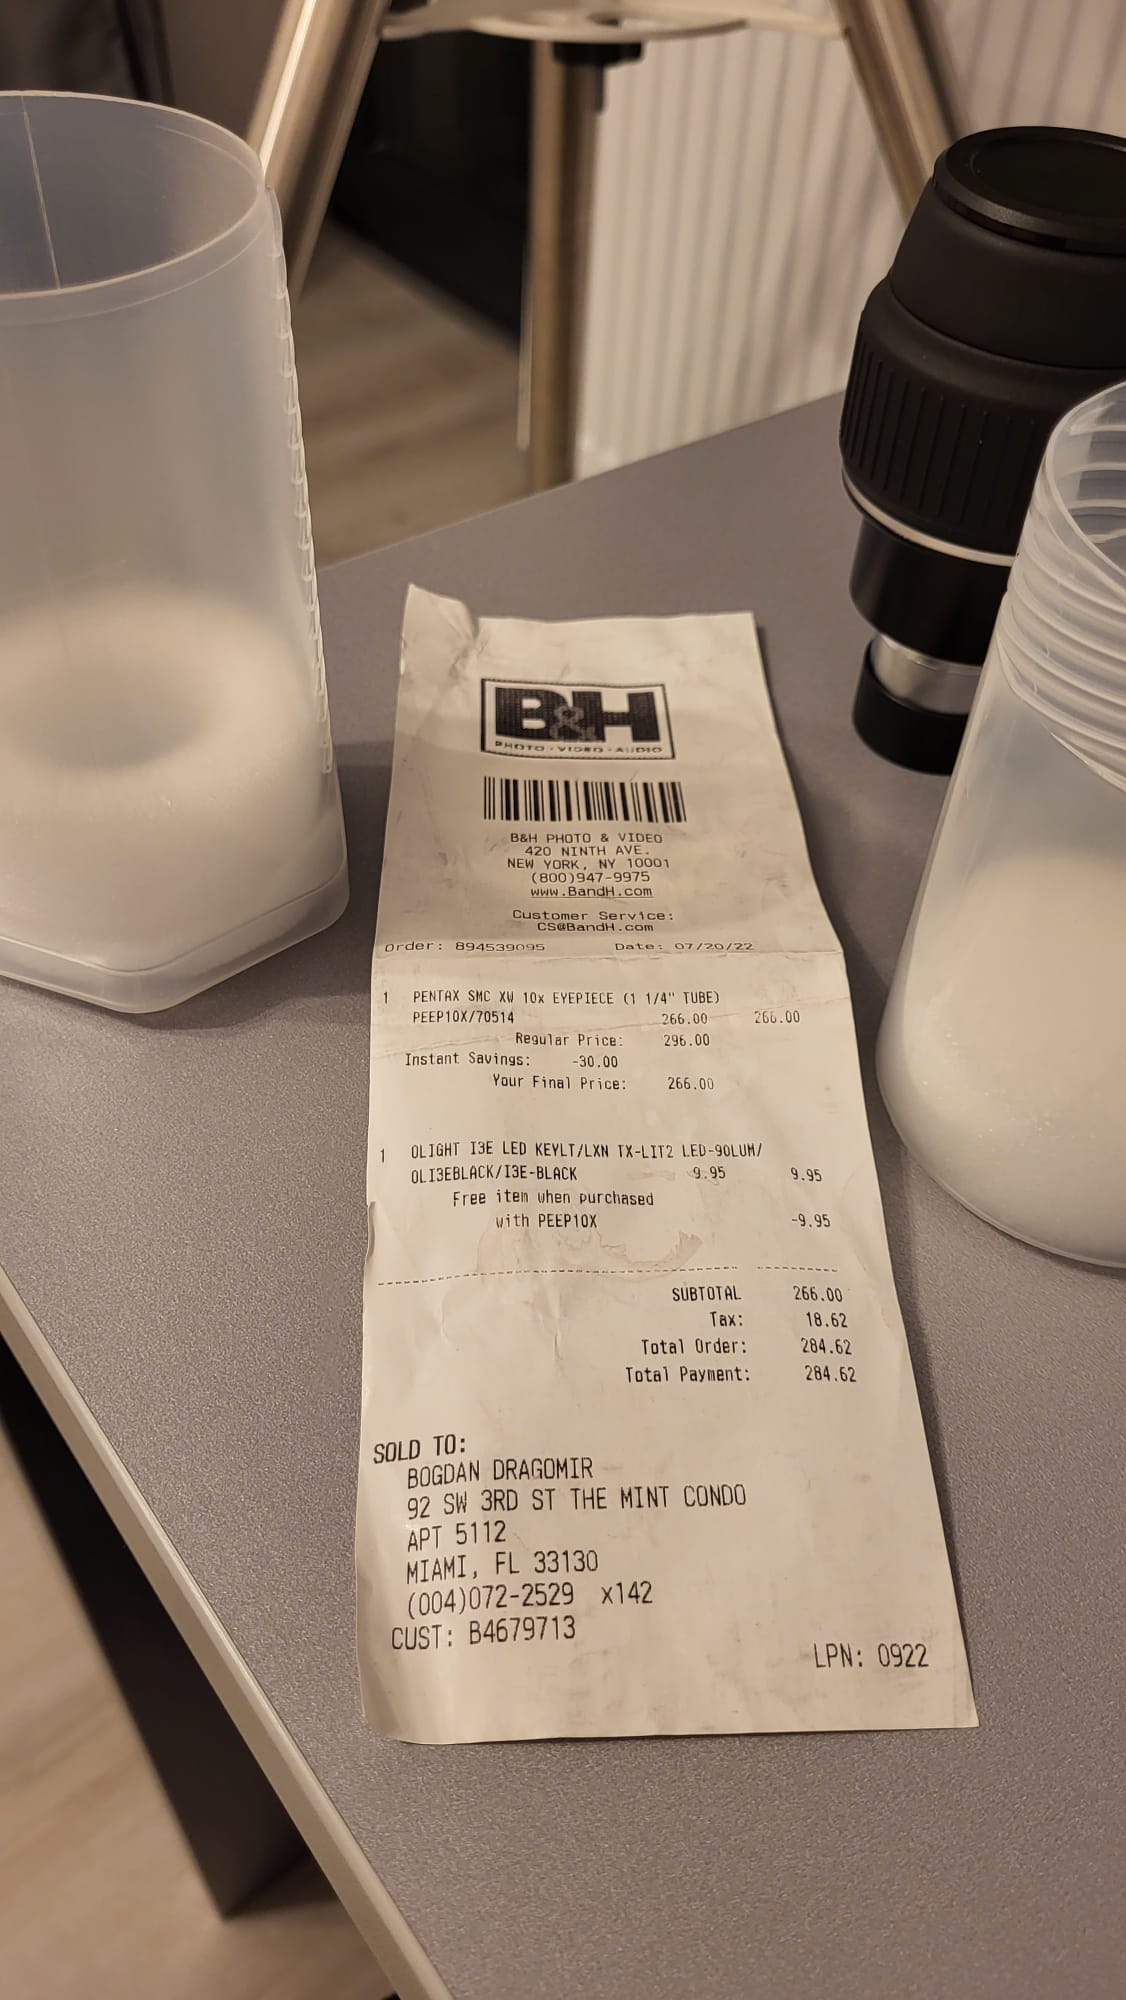 B&H
PHOTO · VIDEO · AUDIO
B&H PHOTO & VIDEO
420 NINTH AVE.
NEW YORK, NY 10001
(800)947-9975
www.BandH.com
Customer Service:
CS@BandH.com
Order: 894539095 Date: 07/20/22
1 PENTAX SMC XW 10x EYEPIECE (1 1/4" TUBE)
PEEP10X/70514 266.00 266.00
Regular Price: 296.00
Instant Savings: -30.00
Your Final Price: 266.00
1 OLIGHT I3E LED KEYLT/LXN TX-LIT2 LED-90LUM/
OLI3EBLACK/I3E-BLACK 9.95 9.95
Free item when purchased
with PEEP10X -9.95
SUBTOTAL 266.00
Tax: 18.62
Total Order: 284.62
Total Payment: 284.62
SOLD TO:
BOGDAN DRAGOMIR
92 SW 3RD ST THE MINT CONDO
APT 5112
MIAMI, FL 33130
(004)072-2529 x142
CUST: B4679713
LPN: 0922